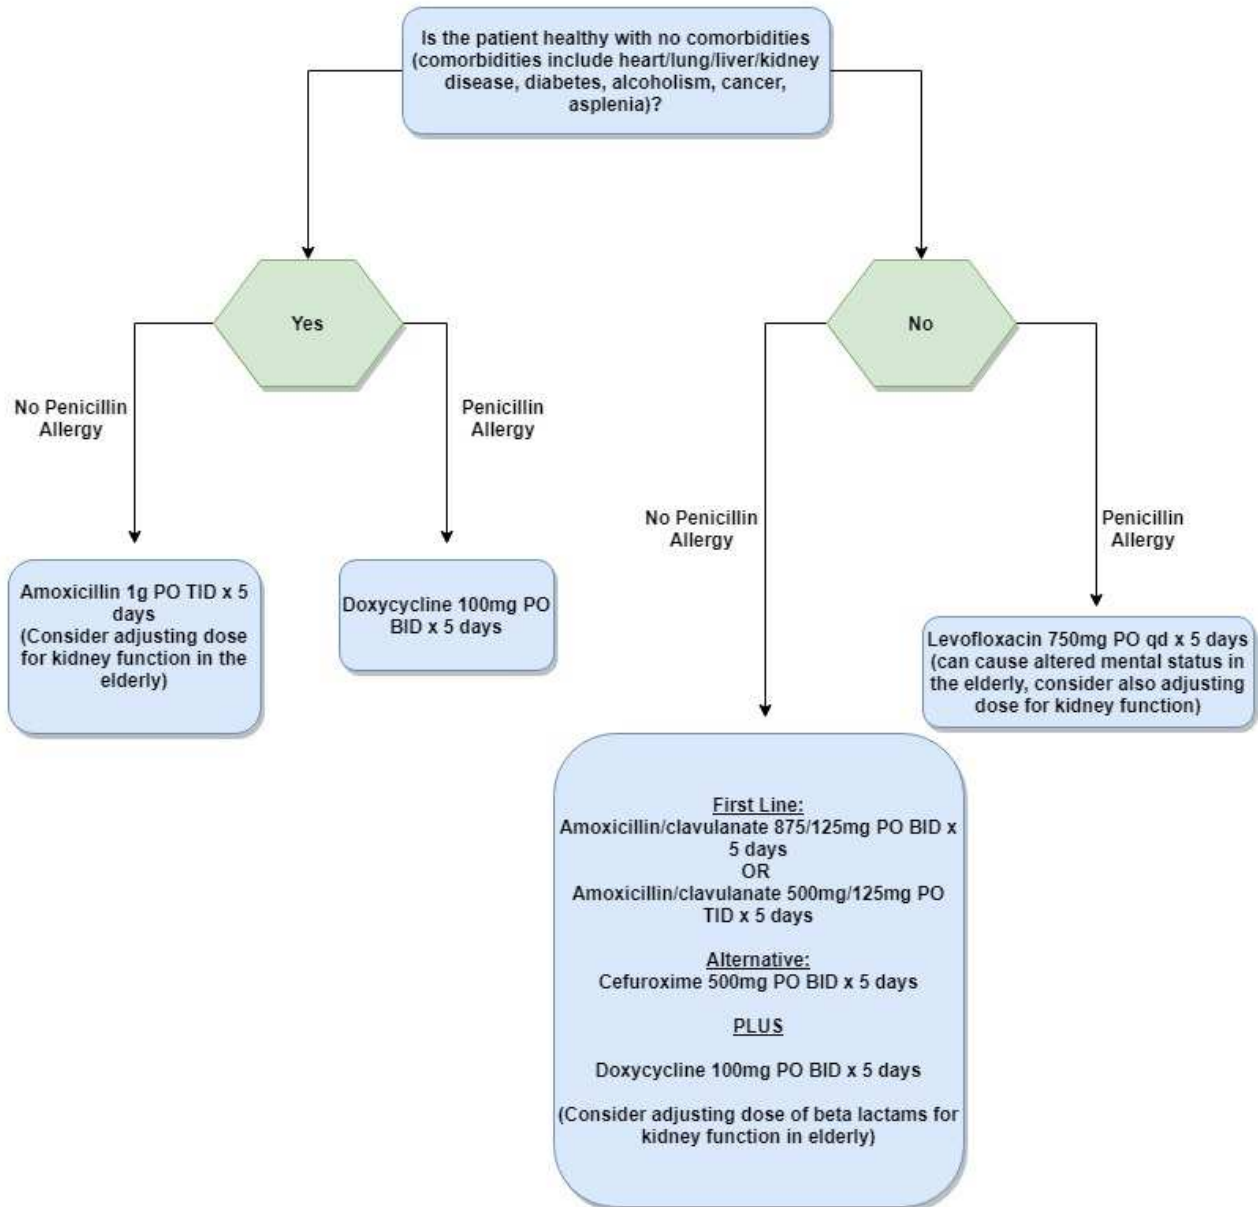 Is the patient healthy with no comorbidities
(comorbidities include heart/lung/liver/kidney
disease, diabetes, alcoholism, cancer,
asplenia)?
Yes
No
No Penicillin
Allergy
Penicillin
Allergy
No Penicillin
Allergy
Penicillin
Allergy
Amoxicillin 1g PO TID x 5
days
(Consider adjusting dose
for kidney function in the
elderly)
Doxycycline 100mg PO
BID x 5 days
Levofloxacin 750mg PO qd x 5 days
(can cause altered mental status in
the elderly, consider also adjusting
dose for kidney function)
First Line:
Amoxicillin/clavulanate 875/125mg PO BID x
5 days
OR
Amoxicillin/clavulanate 500mg/125mg PO
TID x 5 days
Alternative:
Cefuroxime 500mg PO BID x 5 days
PLUS
Doxycycline 100mg PO BID x 5 days
(Consider adjusting dose of beta lactams for
kidney function in elderly)